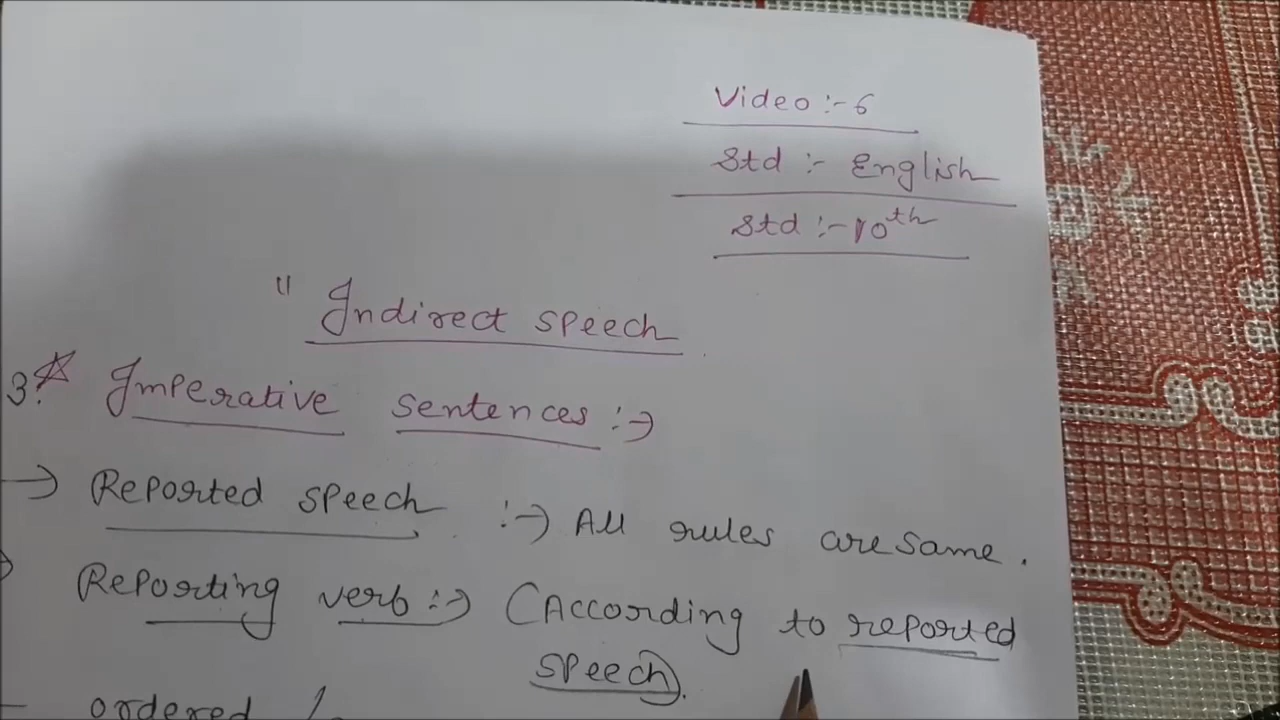 Video :- 6
Std :- English
Std :- 10th
" Indirect speech
3. Imperative sentences :->
-> Reported speech :-> All rules are same.
Reporting verb :-> (According to reported
speech).
ordered /